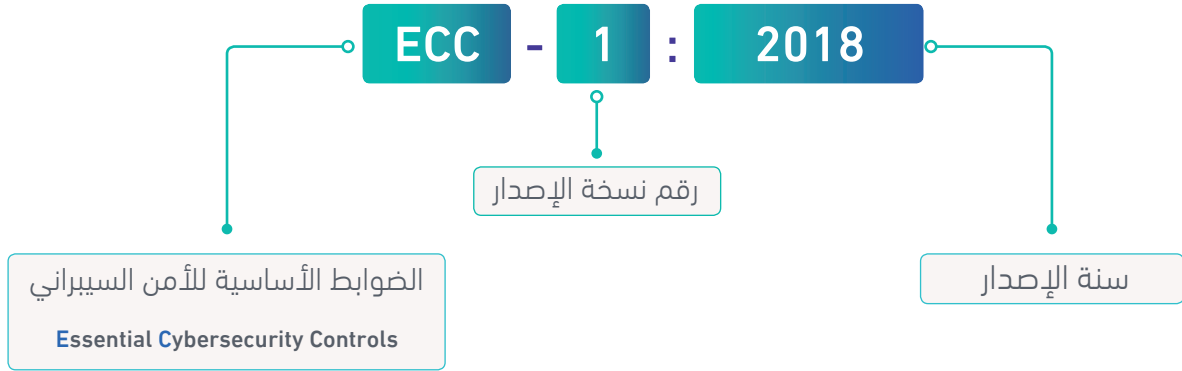 ECC - 1 : 2018
رقم نسخة الإصدار
الضوابط الأساسية للأمن السيبراني
Essential Cybersecurity Controls
سنة الإصدار